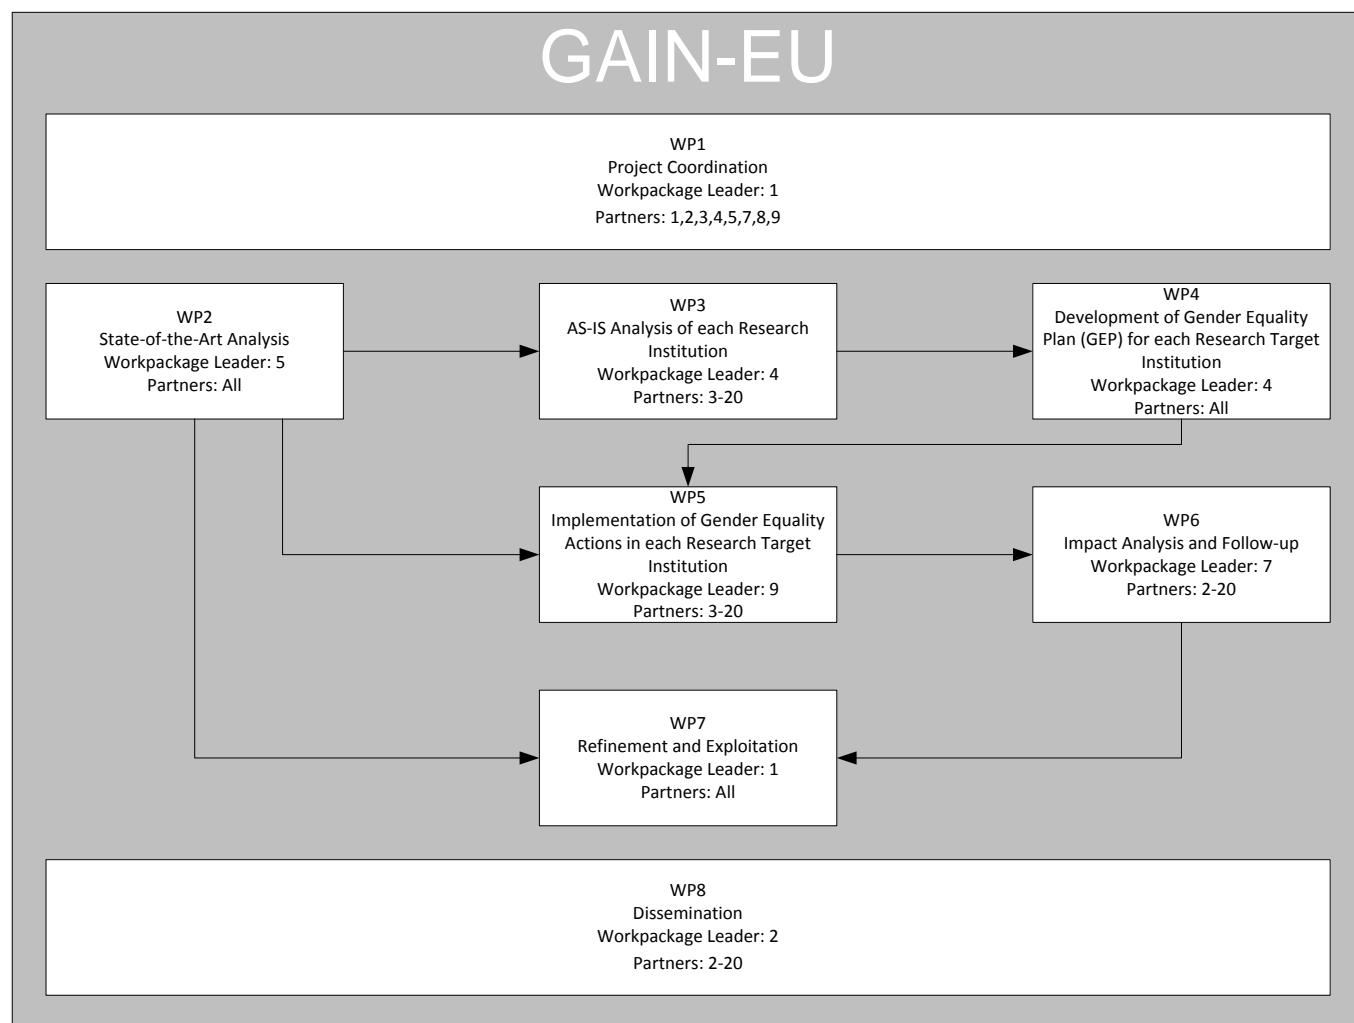 GAIN-EU
WP1
Project Coordination
Workpackage Leader: 1
Partners: 1,2,3,4,5,7,8,9
WP2
State-of-the-Art Analysis
Workpackage Leader: 5
Partners: All
WP3
AS-IS Analysis of each Research
Institution
Workpackage Leader: 4
Partners: 3-20
WP4
Development of Gender Equality
Plan (GEP) for each Research Target
Institution
Workpackage Leader: 4
Partners: All
WP5
Implementation of Gender Equality
Actions in each Research Target
Institution
Workpackage Leader: 9
Partners: 3-20
WP6
Impact Analysis and Follow-up
Workpackage Leader: 7
Partners: 2-20
WP7
Refinement and Exploitation
Workpackage Leader: 1
Partners: All
WP8
Dissemination
Workpackage Leader: 2
Partners: 2-20